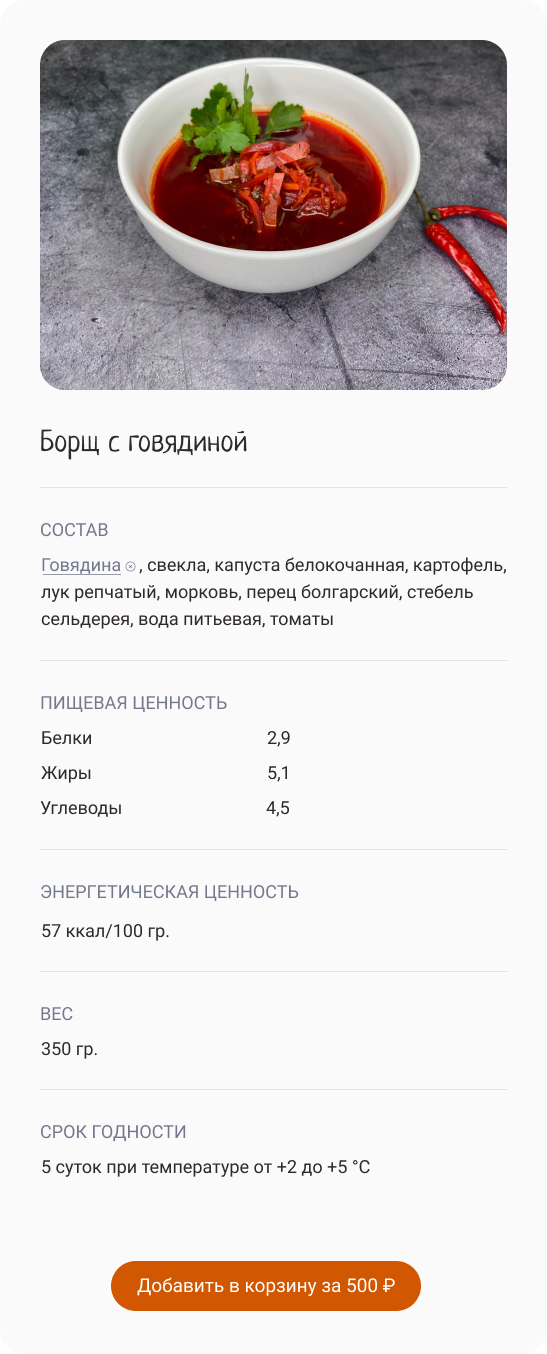 Борщ с говядиной
СОСТАВ
Говядина ⊗, свекла, капуста белокочанная, картофель,
лук репчатый, морковь, перец болгарский, стебель
сельдерея, вода питьевая, томаты
ПИЩЕВАЯ ЦЕННОСТЬ
Белки 2,9
Жиры 5,1
Углеводы 4,5
ЭНЕРГЕТИЧЕСКАЯ ЦЕННОСТЬ
57 ккал/100 гр.
ВЕС
350 гр.
СРОК ГОДНОСТИ
5 суток при температуре от +2 до +5 °C
Добавить в корзину за 500 ₽